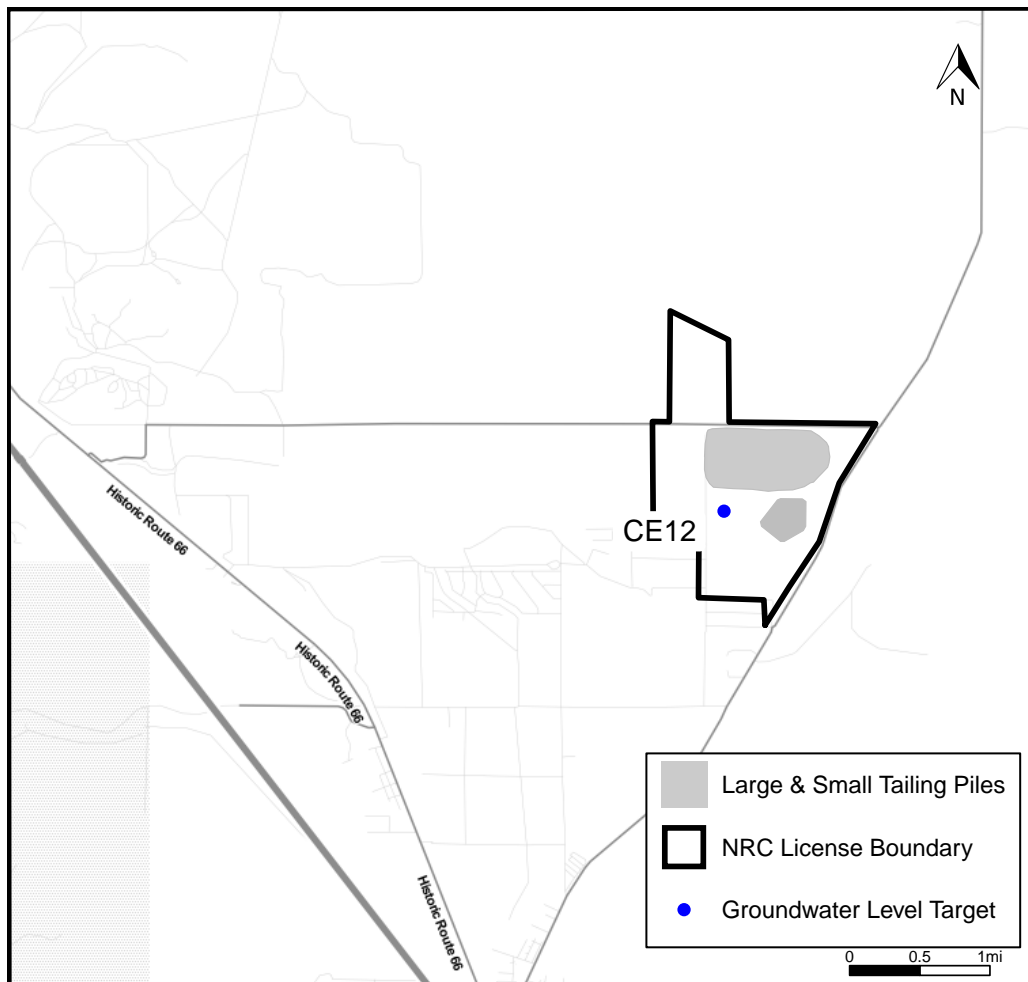 N
CE12
Historic Route 66
Historic Route 66
Historic Route 66
Large & Small Tailing Piles
NRC License Boundary
Groundwater Level Target
0 0.5 1mi